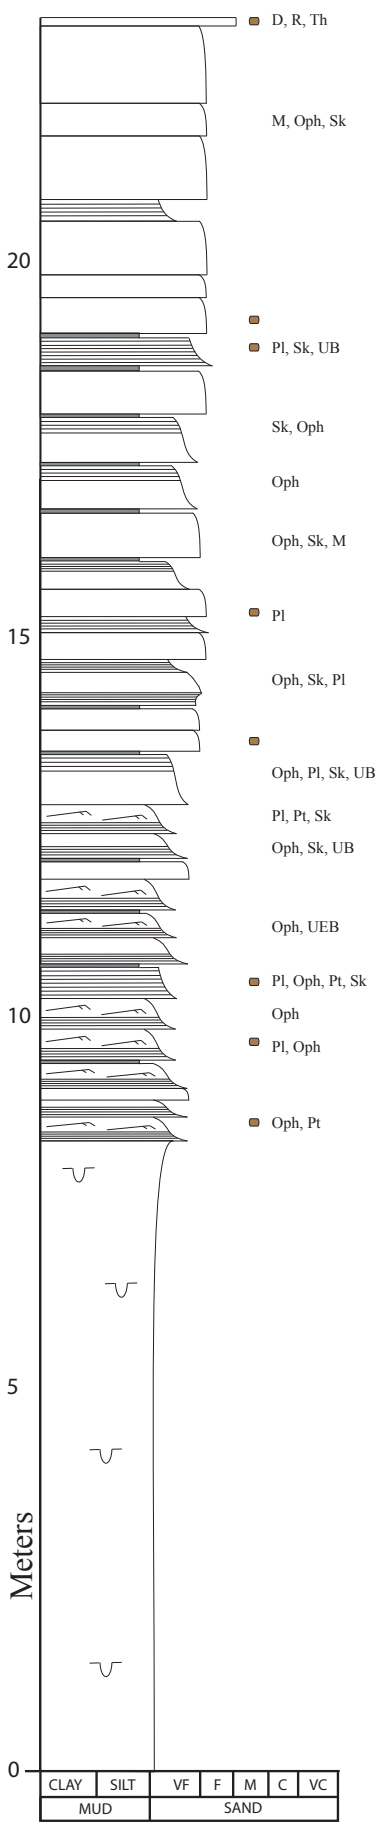 D, R, Th
M, Oph, Sk
20
Pl, Sk, UB
Sk, Oph
Oph
Oph, Sk, M
Pl
15
Oph, Sk, Pl
Oph, Pl, Sk, UB
Pl, Pt, Sk
Oph, Sk, UB
Oph, UEB
Pl, Oph, Pt, Sk
10
Oph
Pl, Oph
Oph, Pt
5
Meters
0
CLAY SILT VF F M C VC
MUD SAND